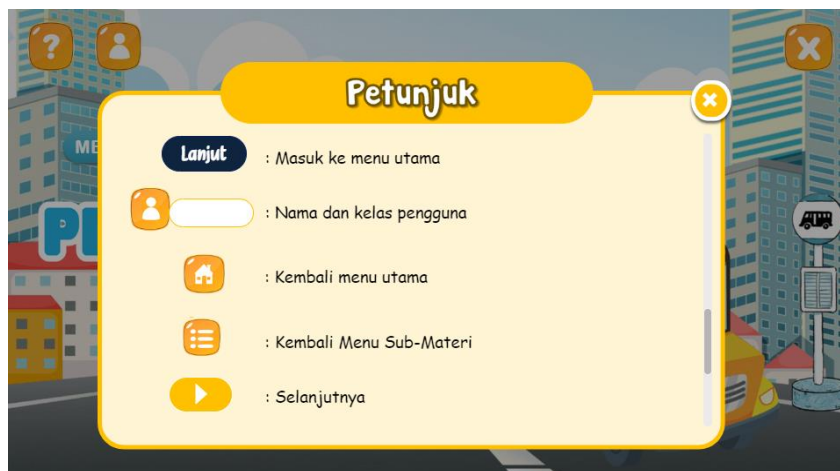 ?
Petunjuk
Lanjut : Masuk ke menu utama
: Nama dan kelas pengguna
: Kembali menu utama
: Kembali Menu Sub-Materi
: Selanjutnya